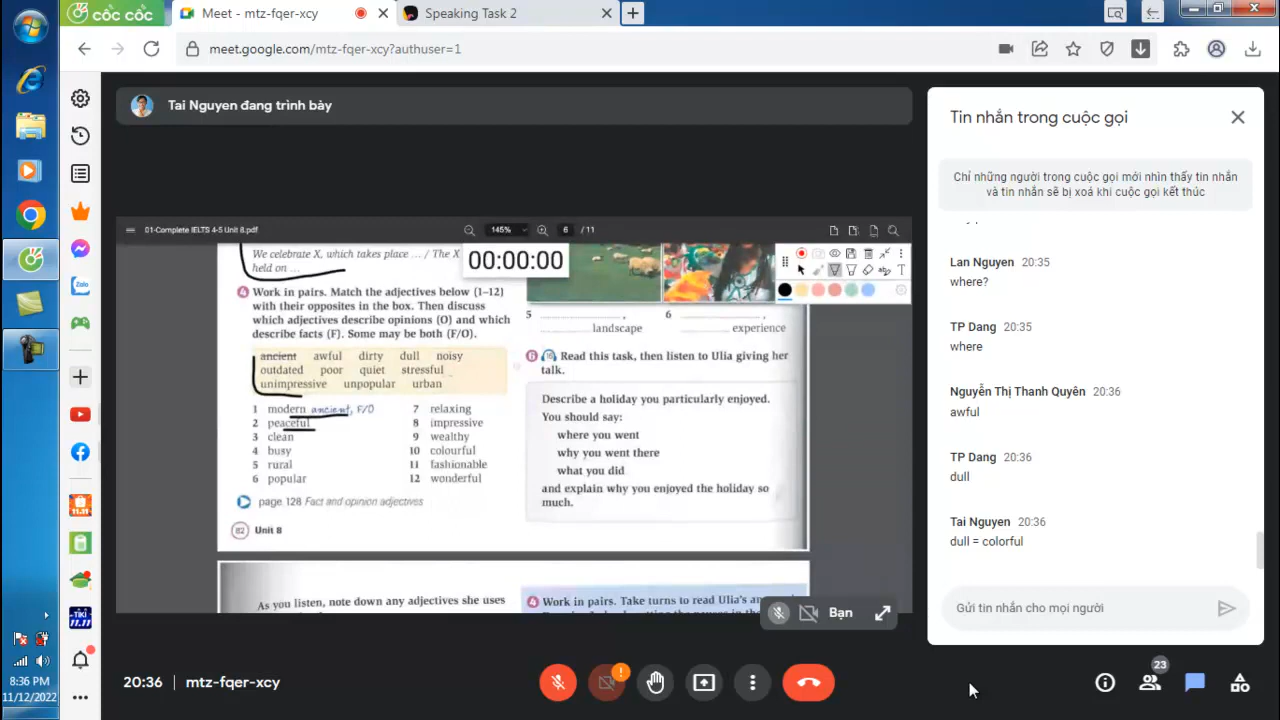 cốc cốc
Meet - mtz-fqer-xcy
Speaking Task 2
meet.google.com/mtz-fqer-xcy?authuser=1
Tai Nguyen đang trình bày
01-Complete IELTS 4-5 Unit 8.pdf
145%
6 / 11
We celebrate X, which takes place ... / The X
held on ...
00:00:00
4 Work in pairs. Match the adjectives below (1–12)
with their opposites in the box. Then discuss
which adjectives describe opinions (O) and which
describe facts (F). Some may be both (F/O).
ancient awful dirty dull noisy
outdated poor quiet stressful
unimpressive unpopular urban
1 modern ancient, F/O
2 peaceful
3 clean
4 busy
5 rural
6 popular
7 relaxing
8 impressive
9 wealthy
10 colourful
11 fashionable
12 wonderful
page 128 Fact and opinion adjectives
82 Unit 8
5 ,
landscape
6 ,
experience
6 16 Read this task, then listen to Ulia giving her
talk.
Describe a holiday you particularly enjoyed.
You should say:
where you went
why you went there
what you did
and explain why you enjoyed the holiday so
much.
As you listen, note down any adjectives she uses
4 Work in pairs. Take turns to read Ulia's
Bạn
Tin nhắn trong cuộc gọi
Chỉ những người trong cuộc gọi mới nhìn thấy tin nhắn
và tin nhắn sẽ bị xoá khi cuộc gọi kết thúc
Lan Nguyen 20:35
where?
TP Dang 20:35
where
Nguyễn Thị Thanh Quyên 20:36
awful
TP Dang 20:36
dull
Tai Nguyen 20:36
dull = colorful
Gửi tin nhắn cho mọi người
20:36 | mtz-fqer-xcy
23
Zalo
11.11
TIKI
11.11
8:36 PM
11/12/2022